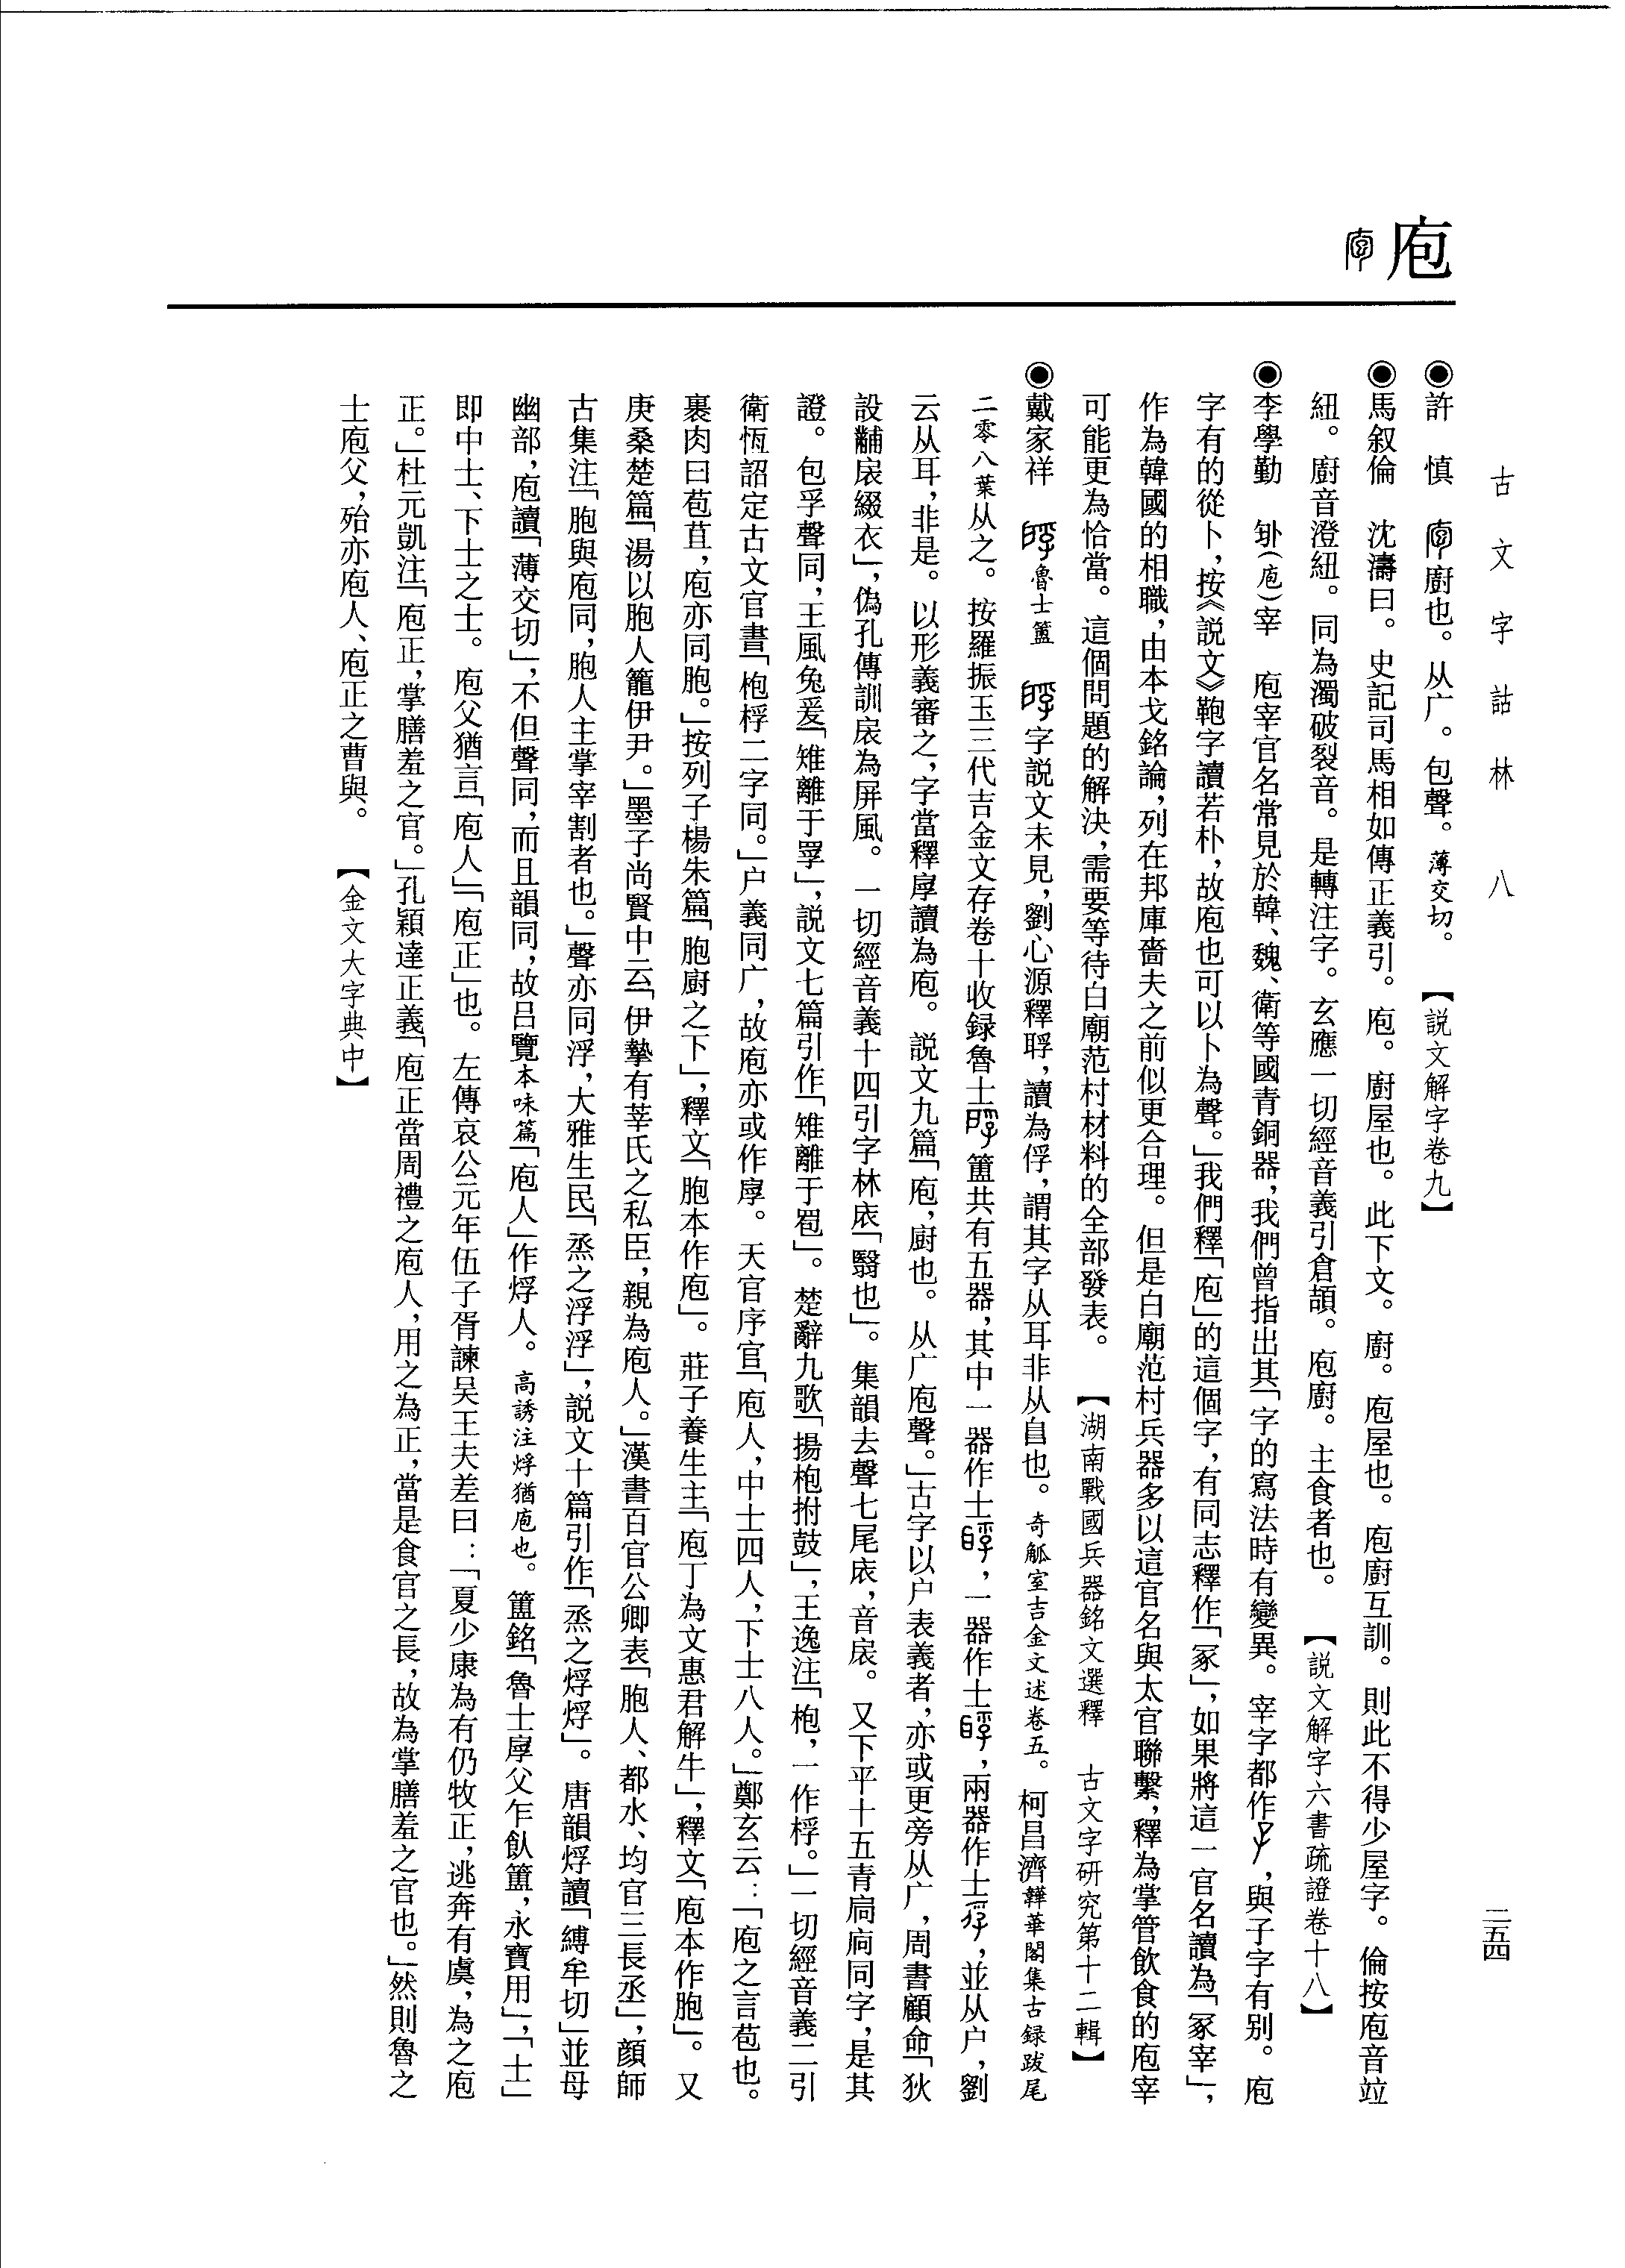 古文字詁林 八
二五四
庖
◉許　慎　廚也。从广。包聲。薄交切。　【説文解字卷九】
◉馬叙倫　沈濤曰。史記司馬相如傳正義引。庖。廚屋也。此下文。廚。庖屋也。庖廚互訓。則此不得少屋字。倫按庖音竝
紐。廚音澄紐。同為濁破裂音。是轉注字。玄應一切經音義引倉頡。庖廚。主食者也。　【説文解字六書疏證卷十八】
◉李學勤　(庖)宰　庖宰官名常見於韓、魏、衛等國青銅器，我們曾指出其「字的寫法時有變異。宰字都作，與子字有別。庖
字有的從卜，按《説文》鞄字讀若朴，故庖也可以卜為聲。」我們釋「庖」的這個字，有同志釋作「冢」，如果將這一官名讀為「冢宰」，
作為韓國的相職，由本戈銘論，列在邦庫嗇夫之前似更合理。但是白廟范村兵器多以這官名與太官聯繫，釋為掌管飲食的庖宰
可能更為恰當。這個問題的解決，需要等待白廟范村材料的全部發表。　【湖南戰國兵器銘文選釋　古文字研究第十二輯】
◉戴家祥　魯士簠　字説文未見，劉心源釋䎽，讀為俘，謂其字从耳非从𠂤也。奇觚室吉金文述卷五。柯昌濟韡華閣集古録跋尾
二零八葉从之。按羅振玉三代吉金文存卷十收録魯士簠共有五器，其中一器作士，一器作士，兩器作士，並从户，劉
云从耳，非是。以形義審之，字當釋㡾讀為庖。説文九篇「庖，廚也。从广庖聲。」古字以户表義者，亦或更旁从广，周書顧命「狄
設黼扆綴衣」，偽孔傳訓扆為屏風。一切經音義十四引字林庡「翳也」。集韻去聲七尾庡，音扆。又下平十五青扃㢠同字，是其
證。包孚聲同，王風兔爰「雉離于罦」，説文七篇引作「雉離于䍖」。楚辭九歌「揚枹拊鼓」，王逸注「枹，一作桴。」一切經音義二引
衛恆詔定古文官書「枹桴二字同。」户義同广，故庖亦或作㡾。天官序官「庖人，中士四人，下士八人。」鄭玄云：「庖之言苞也。
裹肉曰苞苴，庖亦同胞。」按列子楊朱篇「胞厨之下」，釋文「胞本作庖」。莊子養生主「庖丁為文惠君解牛」，釋文「庖本作胞」。又
庚桑楚篇「湯以胞人籠伊尹。」墨子尚賢中云「伊摯有莘氏之私臣，親為庖人。」漢書百官公卿表「胞人、都水、均官三長丞」，顔師
古集注「胞與庖同，胞人主掌宰割者也。」聲亦同浮，大雅生民「烝之浮浮」，説文十篇引作「烝之烰烰」。唐韻烰讀「縛牟切」並母
幽部，庖讀「薄交切」，不但聲同，而且韻同，故吕覽本味篇「庖人」作烰人。高誘注烰猶庖也。簠銘「魯士㡾父乍飤簠，永寶用」，「士」
即中士、下士之士。庖父猶言「庖人」「庖正」也。左傳哀公元年伍子胥諫吴王夫差曰：「夏少康為有仍牧正，逃奔有虞，為之庖
正。」杜元凱注「庖正，掌膳羞之官。」孔穎達正義「庖正當周禮之庖人，用之為正，當是食官之長，故為掌膳羞之官也。」然則魯之
士庖父，殆亦庖人、庖正之曹與。　【金文大字典中】